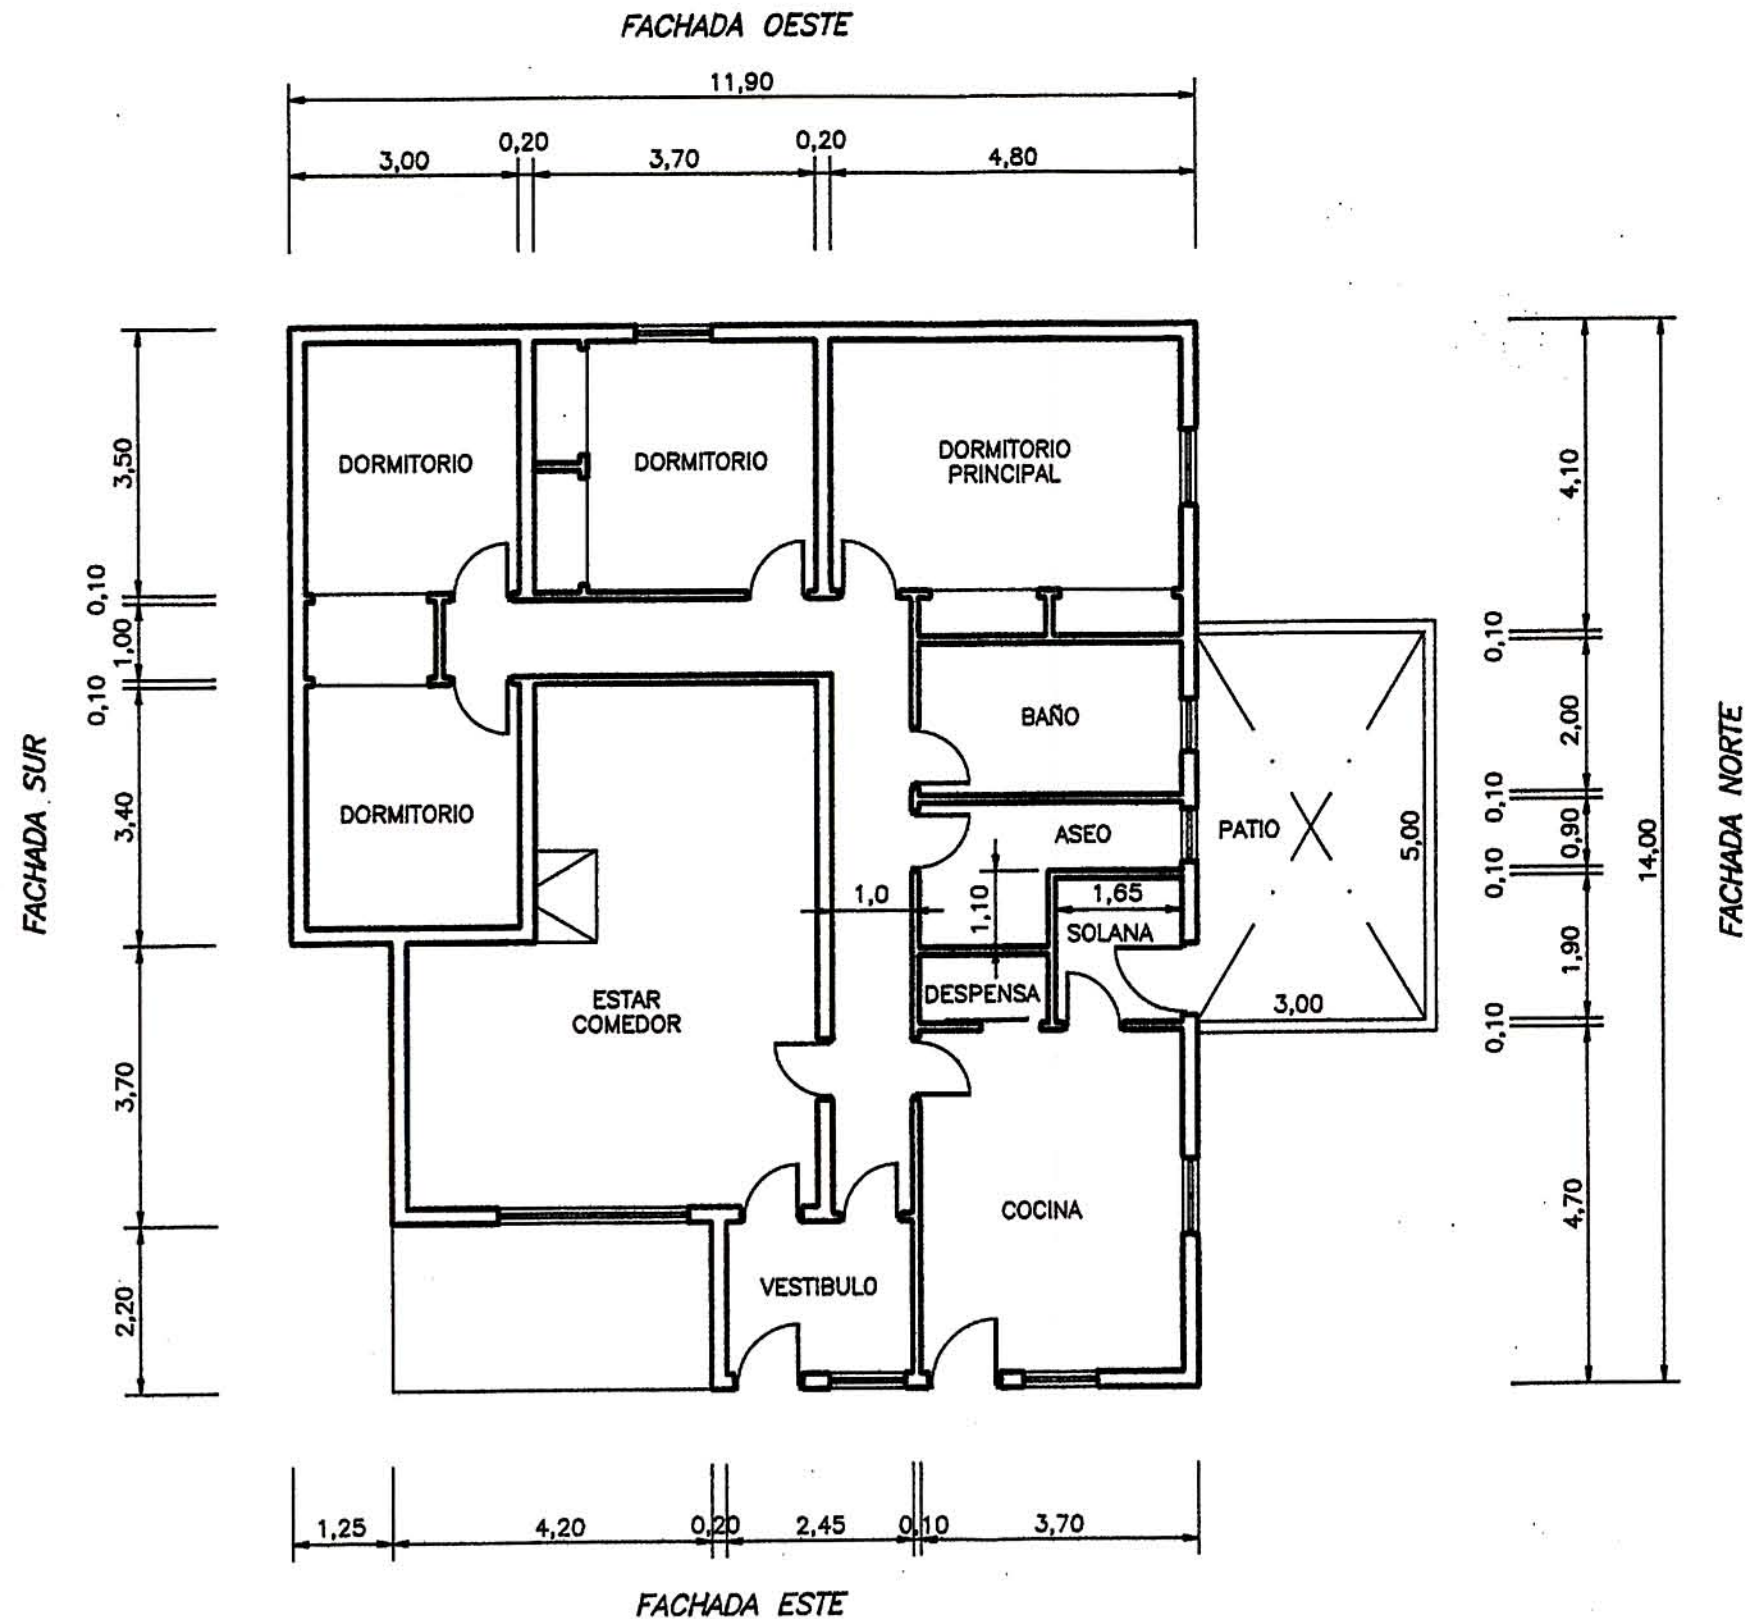 FACHADA OESTE
11,90
0,20
0,20
3,00
3,70
4,80
3,50
0,10
1,00
0,10
3,40
3,70
2,20
FACHADA SUR
DORMITORIO
DORMITORIO
DORMITORIO
PRINCIPAL
BAÑO
DORMITORIO
ASEO
PATIO
5,00
1,0
1,10
1,65
SOLANA
DESPENSA
3,00
ESTAR
COMEDOR
COCINA
VESTIBULO
4,10
0,10
2,00
0,10
0,90
0,10
1,90
0,10
4,70
14,00
FACHADA NORTE
1,25
4,20
0,20
2,45
0,10
3,70
FACHADA ESTE